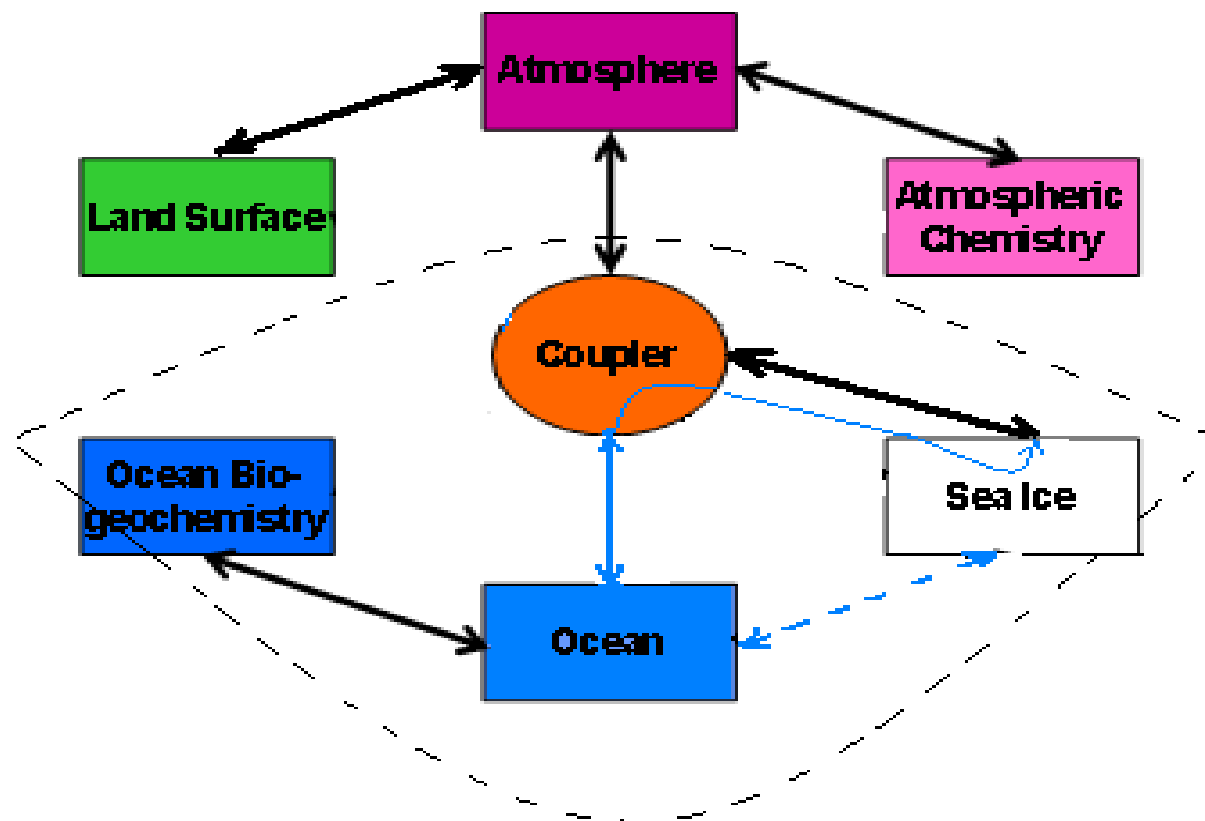 Atmosphere
Land Surface
Atmospheric
Chemistry
Coupler
Ocean Bio-
geochemistry
Sea Ice
Ocean